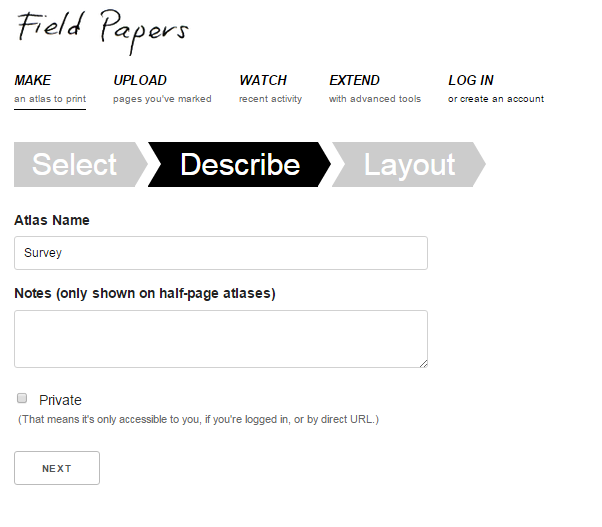 Field Papers
MAKE UPLOAD WATCH EXTEND LOG IN
an atlas to print pages you've marked recent activity with advanced tools or create an account
Select Describe Layout
Atlas Name
Survey
Notes (only shown on half-page atlases)
Private
(That means it's only accessible to you, if you're logged in, or by direct URL.)
NEXT